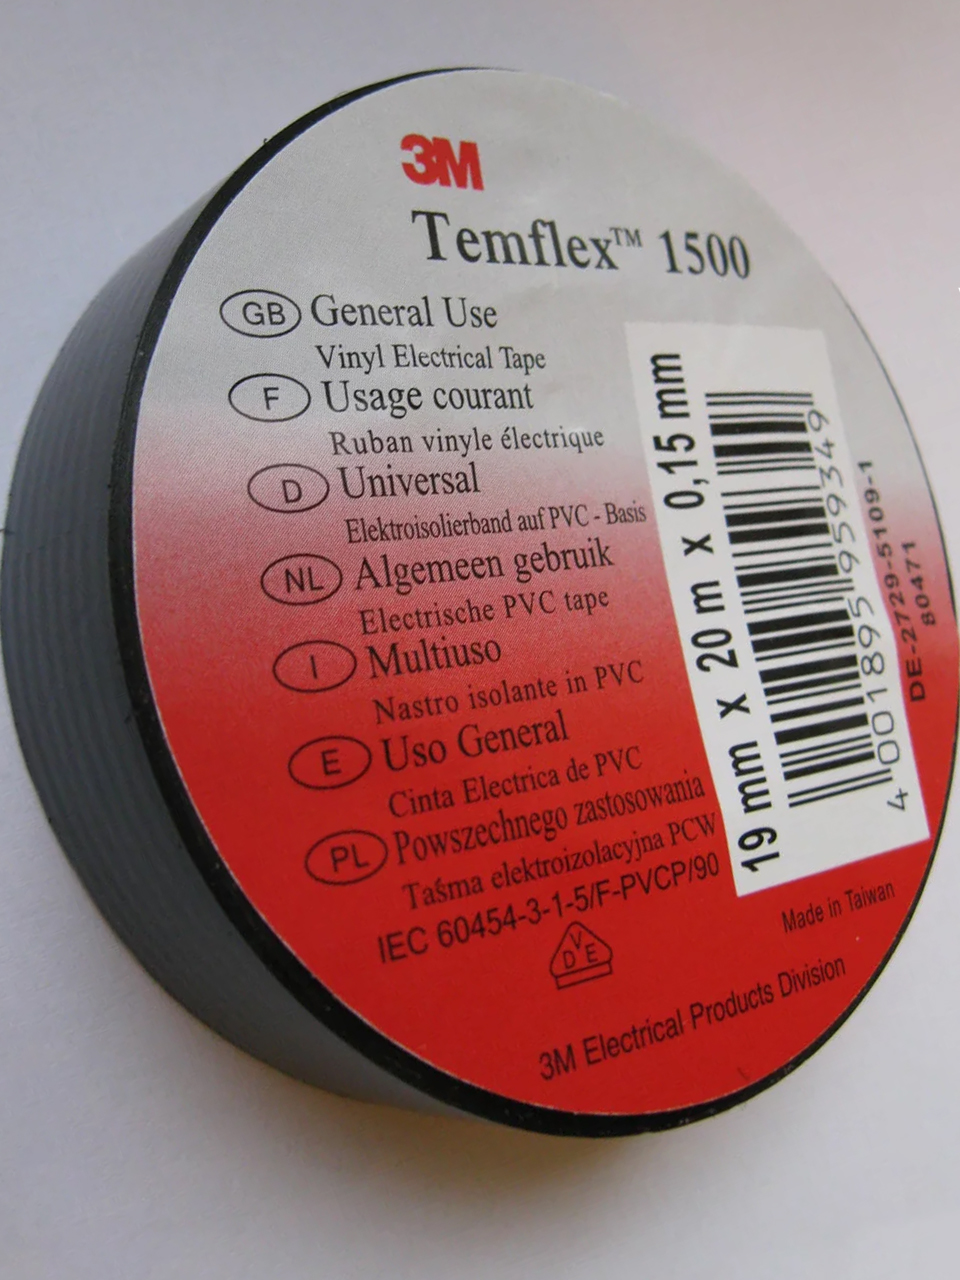 3M
Temflex™ 1500
GB General Use
Vinyl Electrical Tape
F Usage courant
Ruban vinyle électrique
D Universal
Elektroisolierband auf PVC - Basis
NL Algemeen gebruik
Electrische PVC tape
I Multiuso
Nastro isolante in PVC
E Uso General
Cinta Electrica de PVC
PL Powszechnego zastosowania
Taśma elektroizolacyjna PCW
IEC 60454-3-1-5/F-PVCP/90
VDE
19 mm x 20 m x 0,15 mm
4 001895 959349
DE-2729-5109-1
80471
Made in Taiwan
3M Electrical Products Division